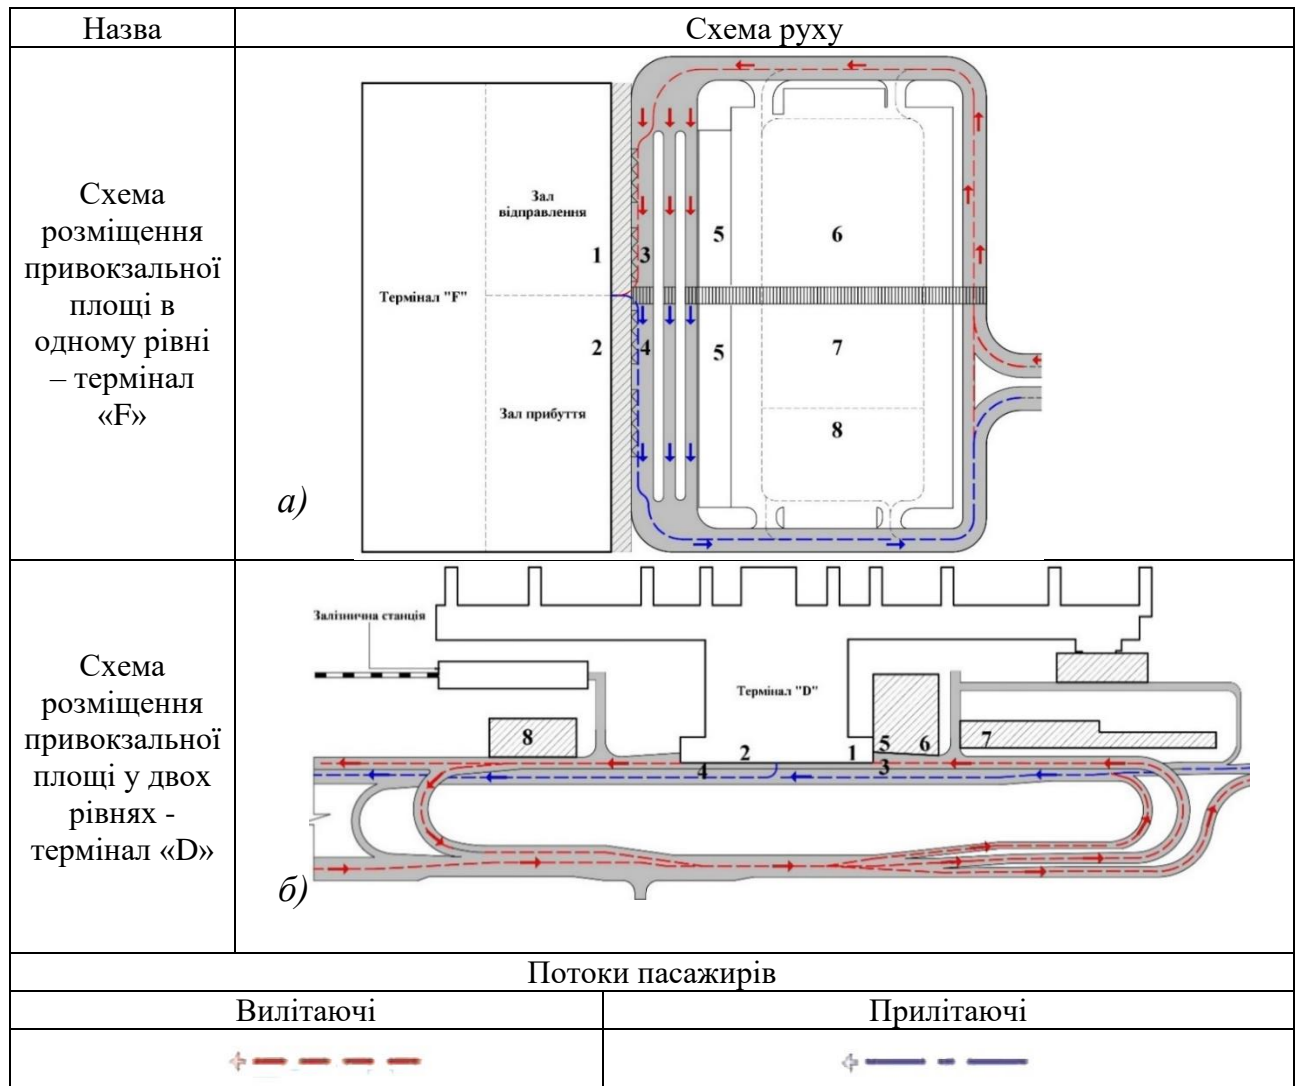 Назва
Схема руху
Схема
розміщення
привокзальної
площі в
одному рівні
– термінал
«F»
Зал
відправлення
1
3
5
6
Термінал "F"
2
4
5
7
Зал прибуття
8
а)
Схема
розміщення
привокзальної
площі у двох
рівнях -
термінал «D»
Залізнична станція
Термінал "D"
8
2
1
5
6
7
4
3
б)
Потоки пасажирів
Вилітаючі
Прилітаючі